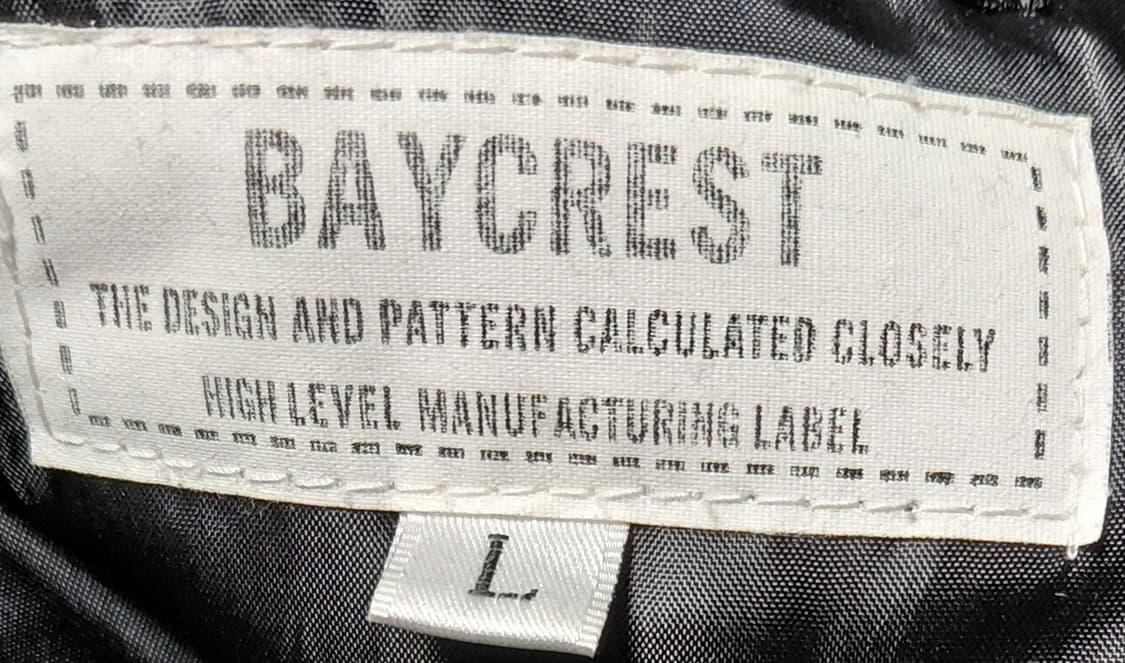 BAYCREST
THE DESIGN AND PATTERN CALCULATED CLOSELY
HIGH LEVEL MANUFACTURING LABEL
L